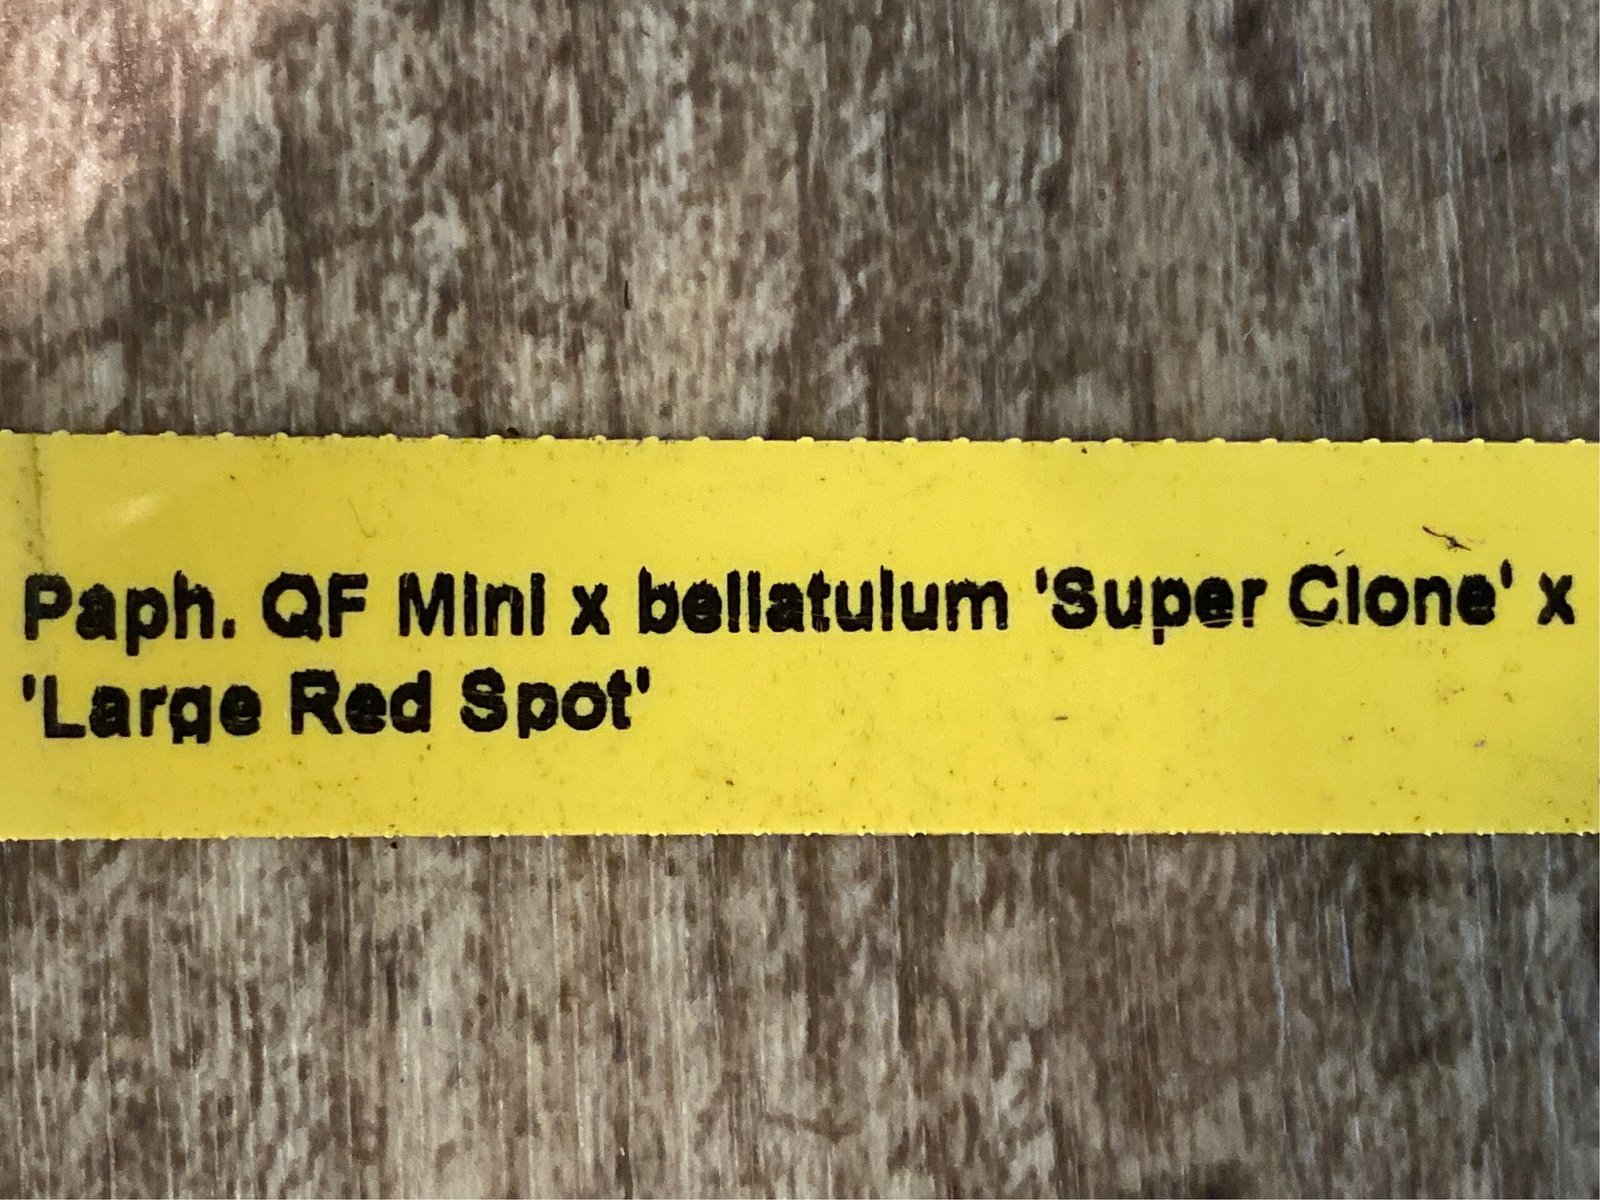 Paph. QF Mini x bellatulum 'Super Clone' x
'Large Red Spot'